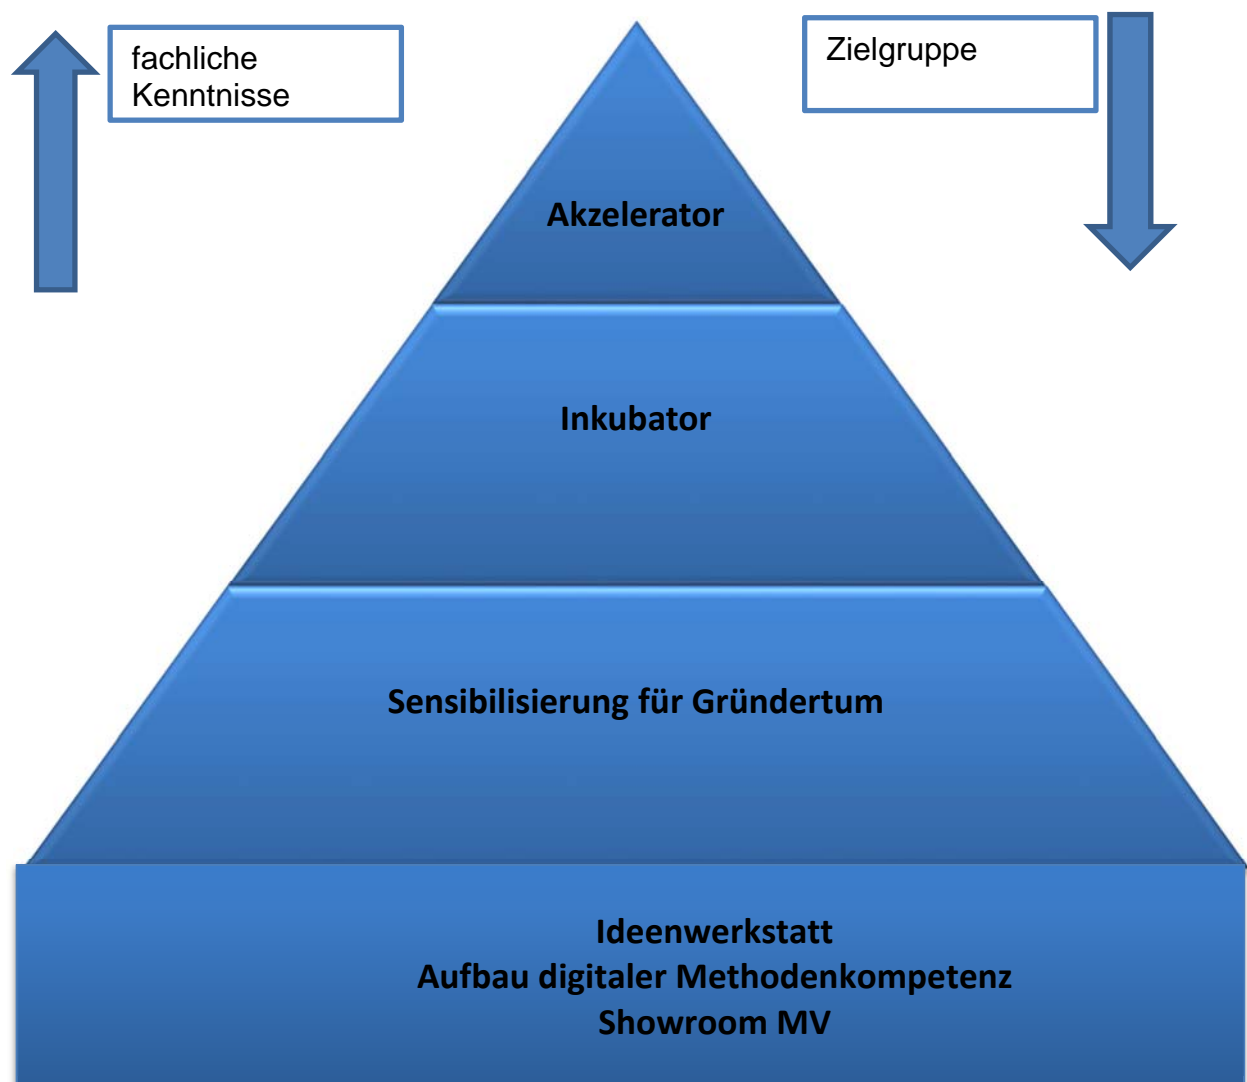 fachliche
Kenntnisse
Zielgruppe
Akzelerator
Inkubator
Sensibilisierung für Gründertum
Ideenwerkstatt
Aufbau digitaler Methodenkompetenz
Showroom MV